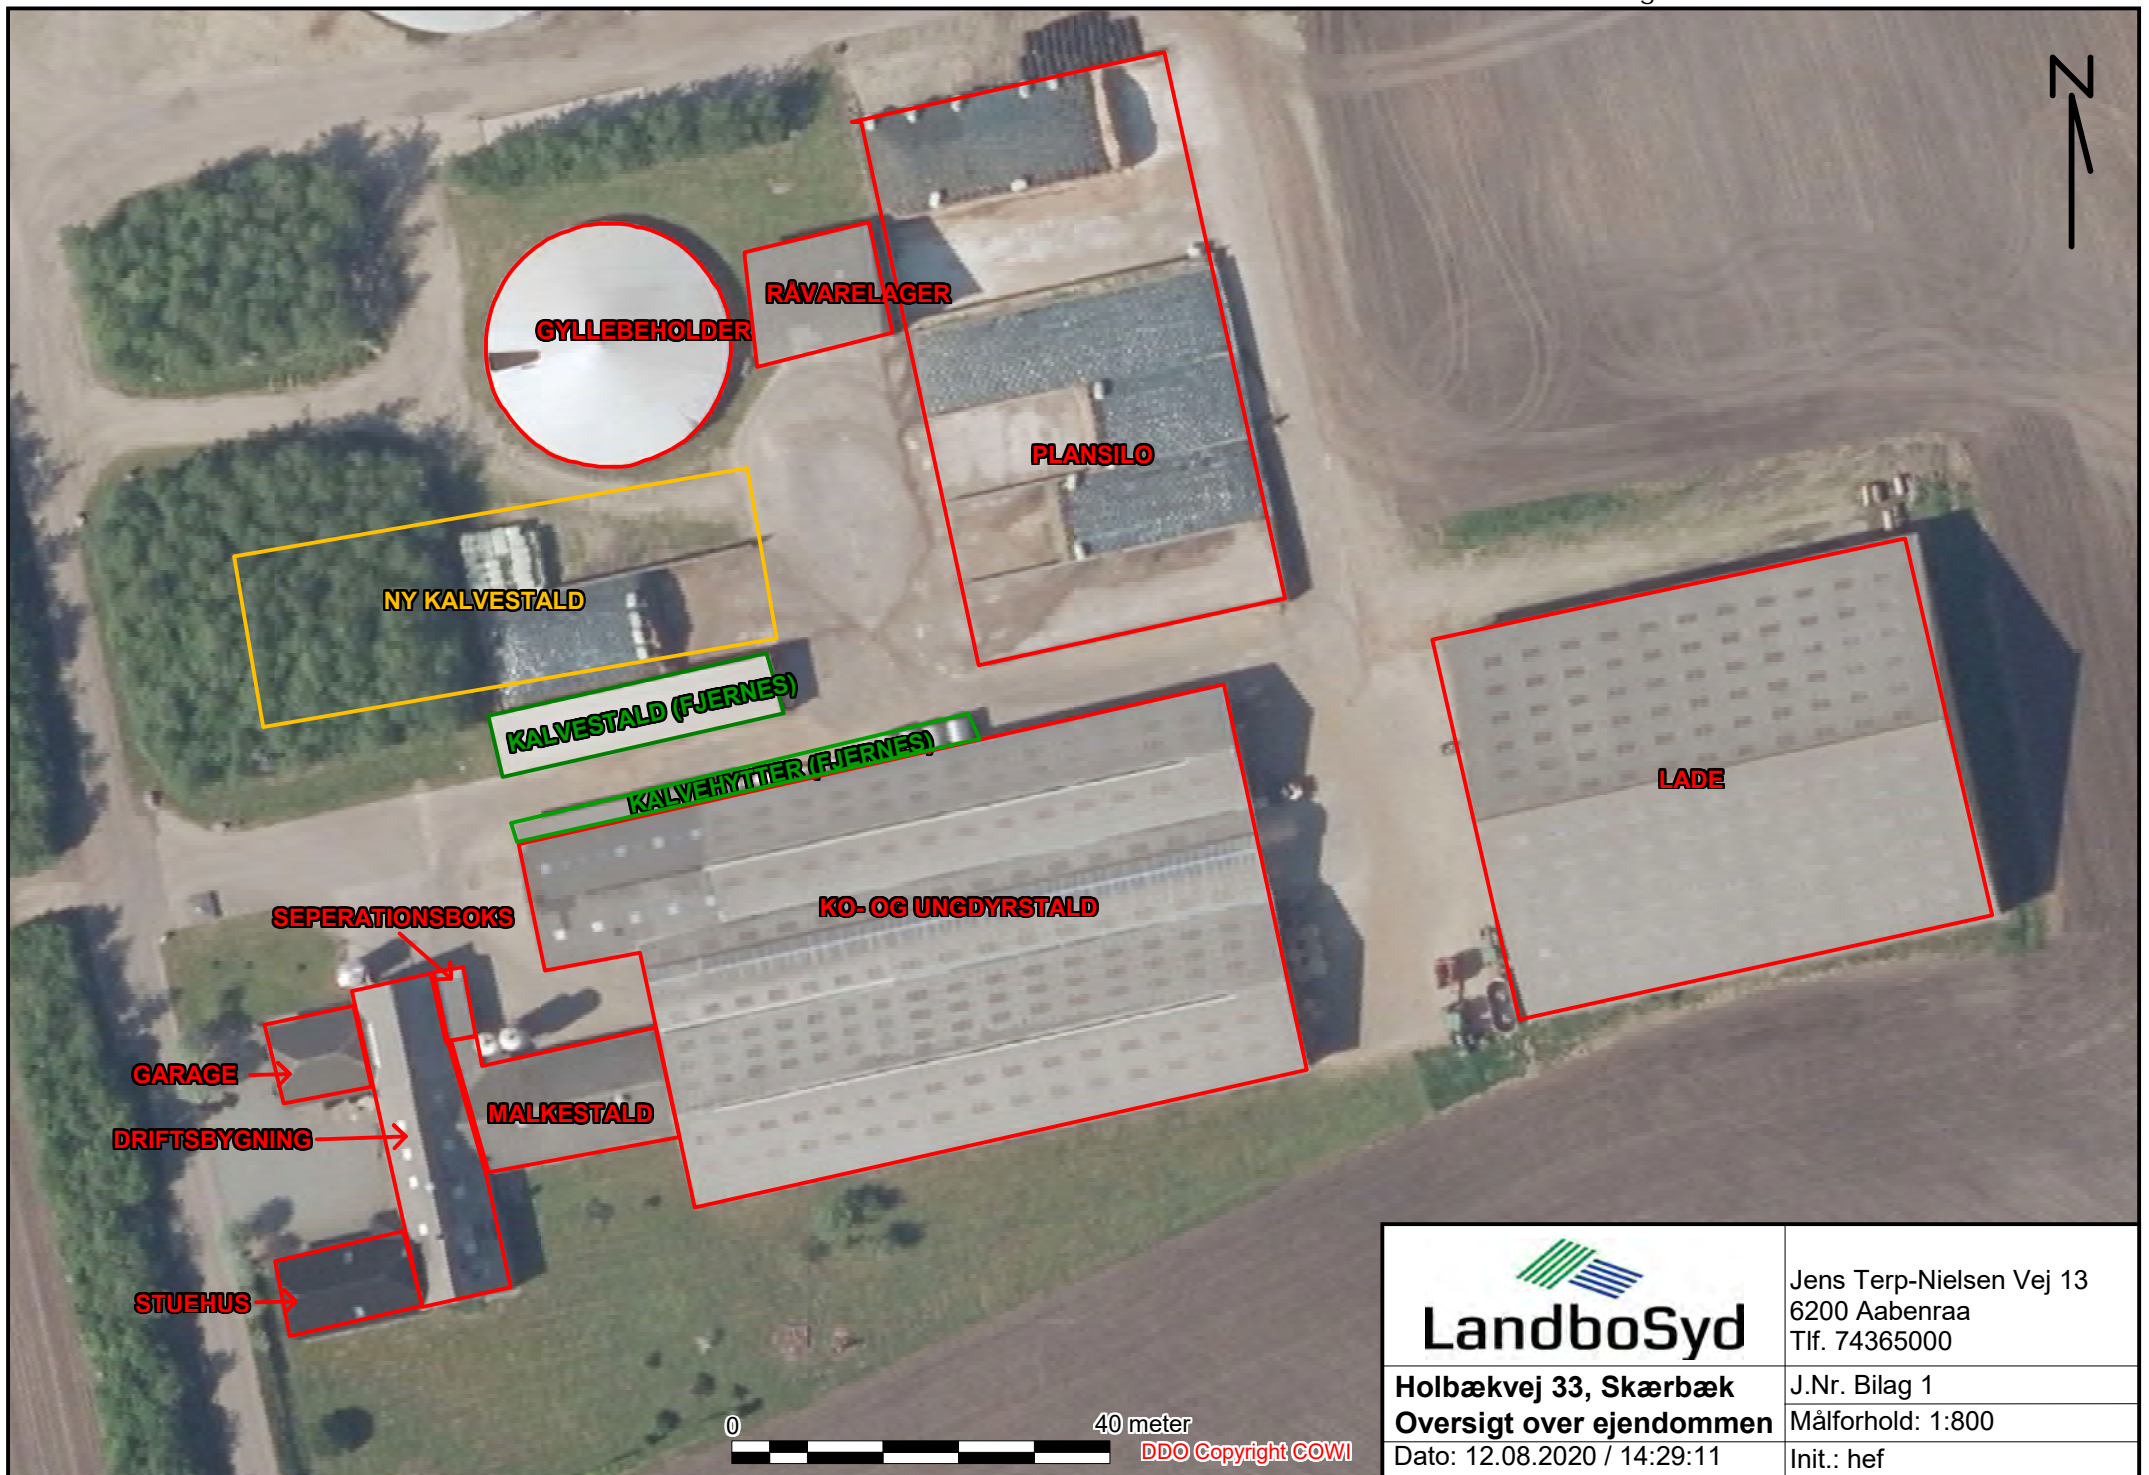 N
RÅVARELAGER
GYLLEBEHOLDER
PLANSILO
NY KALVESTALD
KALVESTALD (FJERNES)
KALVEHYTTER (FJERNES)
LADE
KO- OG UNGDYRSTALD
SEPERATIONSBOKS
GARAGE
MALKESTALD
DRIFTSBYGNING
STUEHUS
0 40 meter
DDO Copyright COWI
LandboSyd
Jens Terp-Nielsen Vej 13
6200 Aabenraa
Tlf. 74365000
Holbækvej 33, Skærbæk
Oversigt over ejendommen
Dato: 12.08.2020 / 14:29:11
J.Nr. Bilag 1
Målforhold: 1:800
Init.: hef